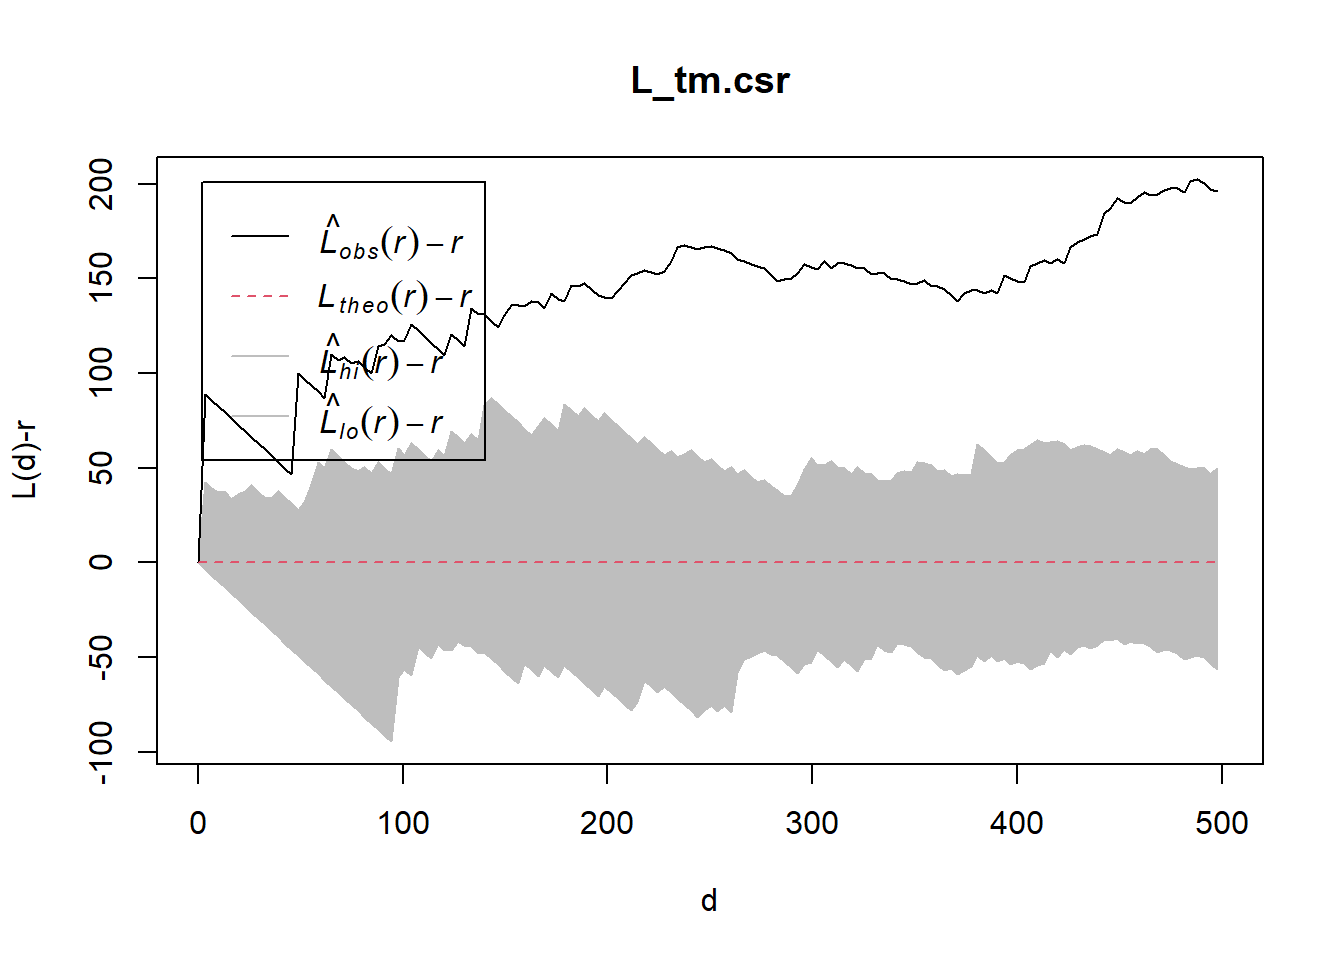 L_tm.csr
200
150
100
50
0
-50
-100
L(d)-r
L̂obs(r) – r
Ltheo(r) – r
L̂hi(r) – r
L̂lo(r) – r
0 100 200 300 400 500
d